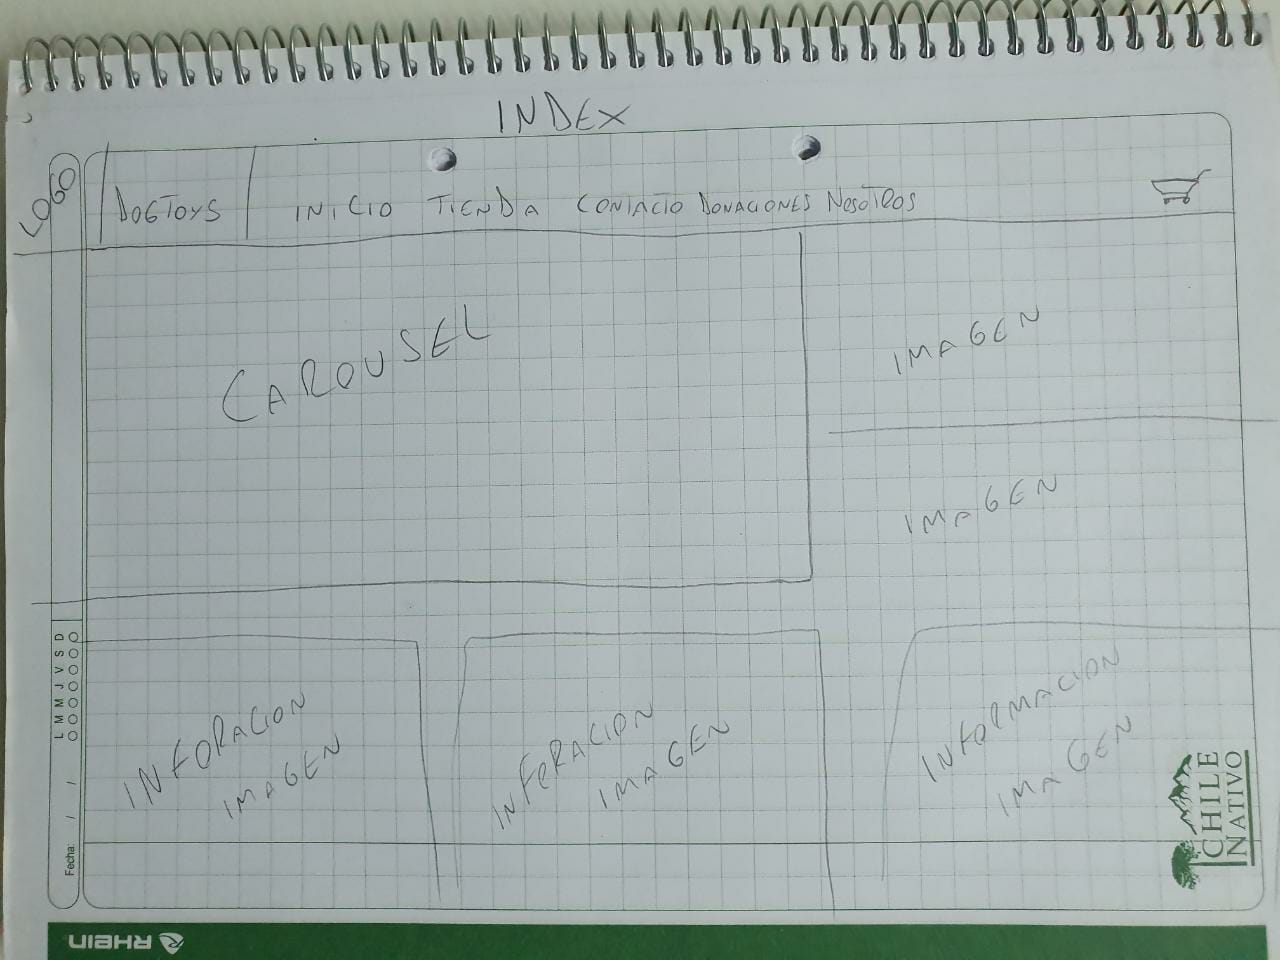 INDEX
LOGO DOGTOYS INICIO TIENDA CONTACTO DONACIONES NOSOTROS
CAROUSEL
IMAGEN
IMAGEN
INFORACION
IMAGEN
INFORACION
IMAGEN
INFORMACION
IMAGEN
L M M J V S D
Fecha: / /
CHILE
NATIVO
RHEIN